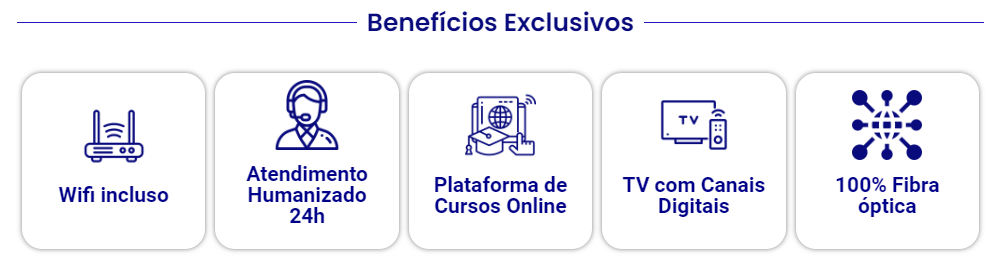 Benefícios Exclusivos
Wifi incluso
Atendimento
Humanizado
24h
Plataforma de
Cursos Online
TV
TV com Canais
Digitais
100% Fibra
óptica